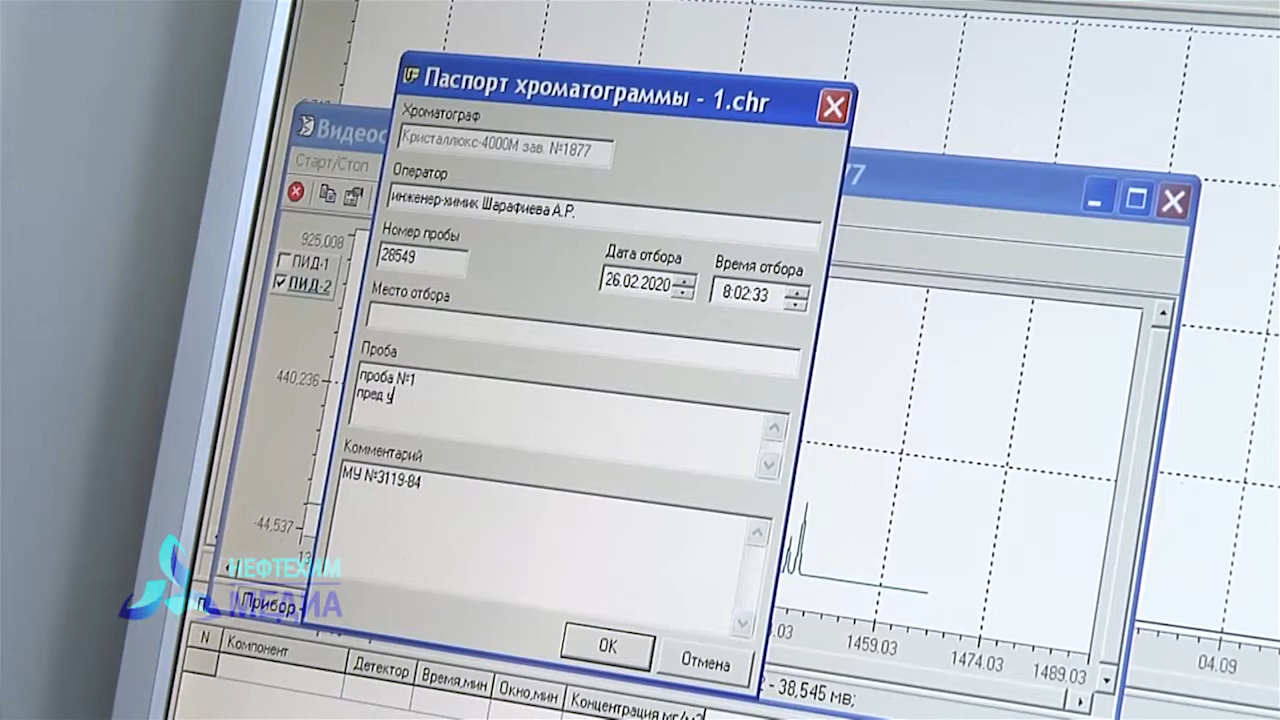 Паспорт хроматограммы - 1.chr
Хроматограф
Кристаллюкс-4000М зав. №1877
Оператор
инженер-химик Шарафиева А.Р.
Номер пробы
28549
Дата отбора
26.02.2020
Время отбора
8:02:33
Место отбора
Проба
проба №1
пред у
Комментарий
МУ №3119-84
ОК
Отмена
Видеос
Старт/Стоп
925,008
ПИД-1
ПИД-2
440,236
-44,537
Прибор
1459.03
1474.03
1489.03
04.09
- 38,545 мв;
N
Компонент
Детектор
Время,мин
Окно,мин
Концентрация мг/м
НЕФТЕХИМ
МЕДИА